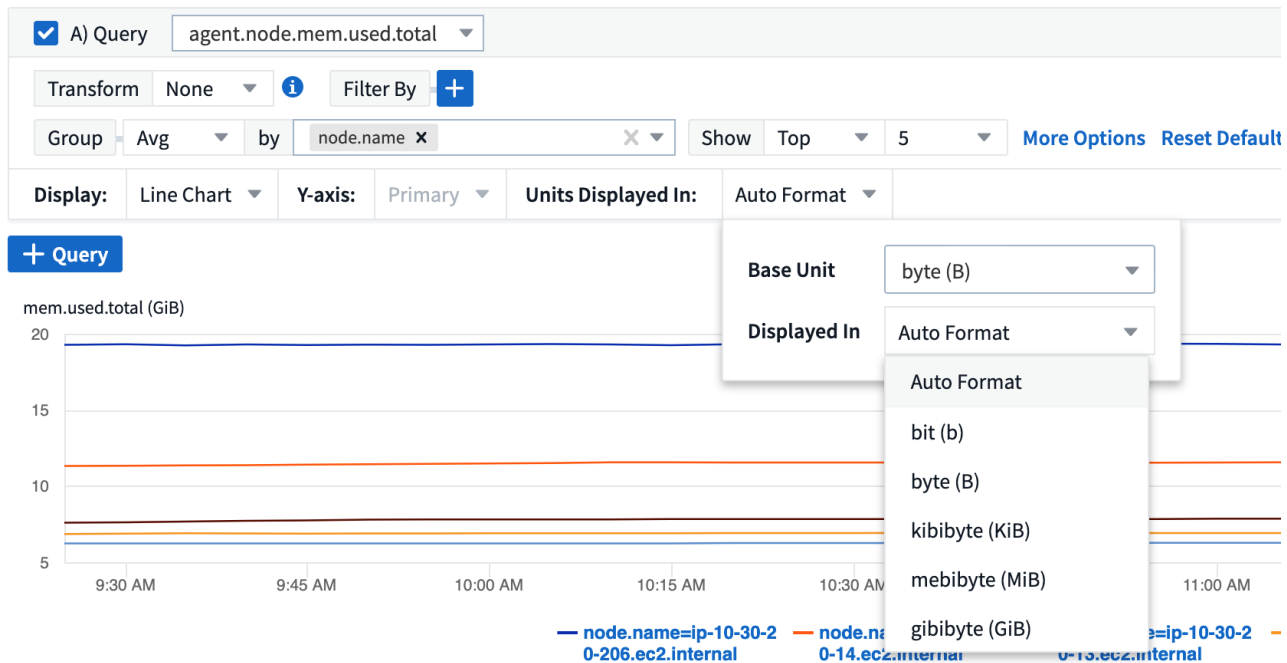 A) Query agent.node.mem.used.total
Transform None i Filter By +
Group Avg by node.name × Show Top 5 More Options Reset Default
Display: Line Chart Y-axis: Primary Units Displayed In: Auto Format
+ Query
Base Unit byte (B)
Displayed In Auto Format
Auto Format
bit (b)
byte (B)
kibibyte (KiB)
mebibyte (MiB)
gibibyte (GiB)
mem.used.total (GiB)
20
15
10
5
9:30 AM 9:45 AM 10:00 AM 10:15 AM 10:30 AM 11:00 AM
node.name=ip-10-30-2
0-206.ec2.internal
node.na
0-14.ec2.internal
e=ip-10-30-2
0-13.ec2.internal